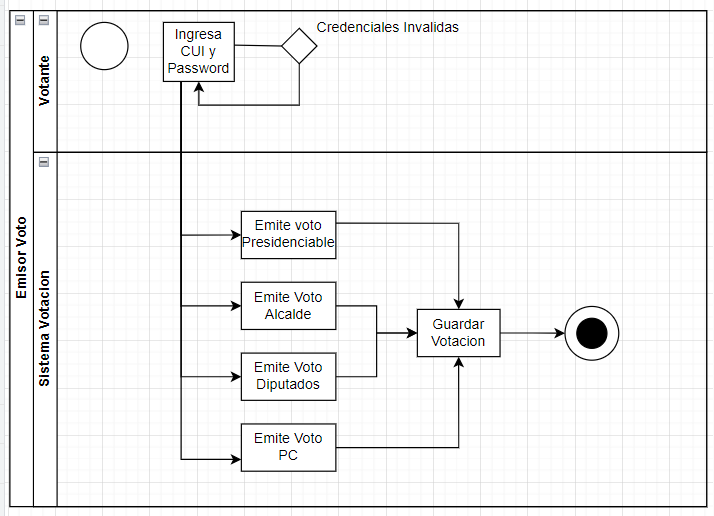 Emisor Voto
Votante
Ingresa
CUI y
Password
Credenciales Invalidas
Sistema Votacion
Emite voto
Presidenciable
Emite Voto
Alcalde
Emite Voto
Diputados
Emite Voto
PC
Guardar
Votacion